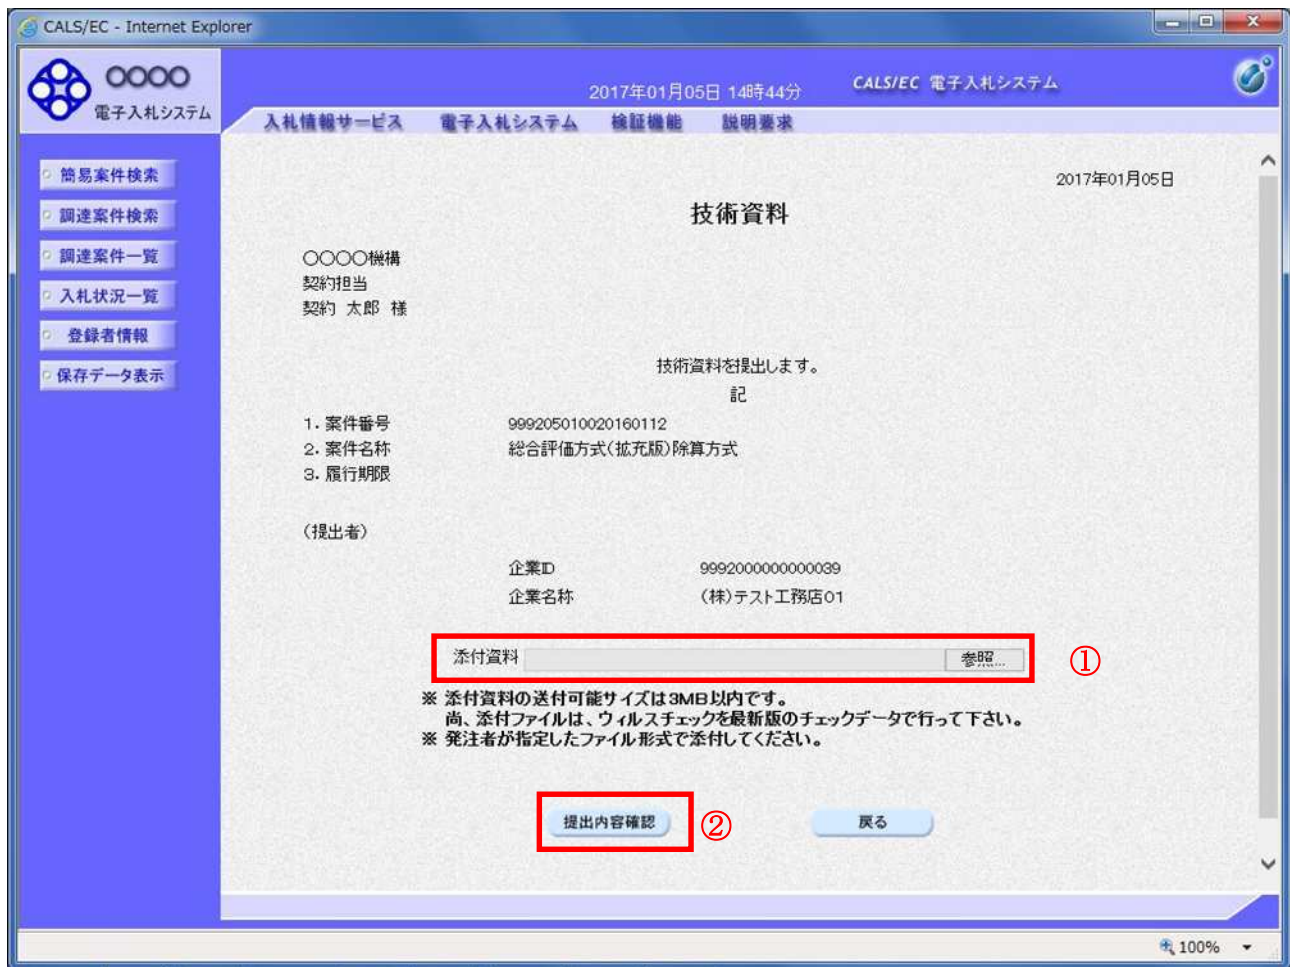 CALS/EC - Internet Explorer
○○○○
電子入札システム
2017年01月05日 14時44分
CALS/EC 電子入札システム
入札情報サービス 電子入札システム 検証機能 説明要求
簡易案件検索
調達案件検索
調達案件一覧
入札状況一覧
登録者情報
保存データ表示
2017年01月05日
技術資料
○○○○機構
契約担当
契約 太郎 様
技術資料を提出します。
記
1. 案件番号 999205010020160112
2. 案件名称 総合評価方式(拡充版)除算方式
3. 履行期限
(提出者)
企業ID 9992000000000039
企業名称 (株)テスト工務店01
添付資料 参照...
①
※ 添付資料の送付可能サイズは3MB以内です。
尚、添付ファイルは、ウィルスチェックを最新版のチェックデータで行って下さい。
※ 発注者が指定したファイル形式で添付してください。
提出内容確認 ② 戻る
100%